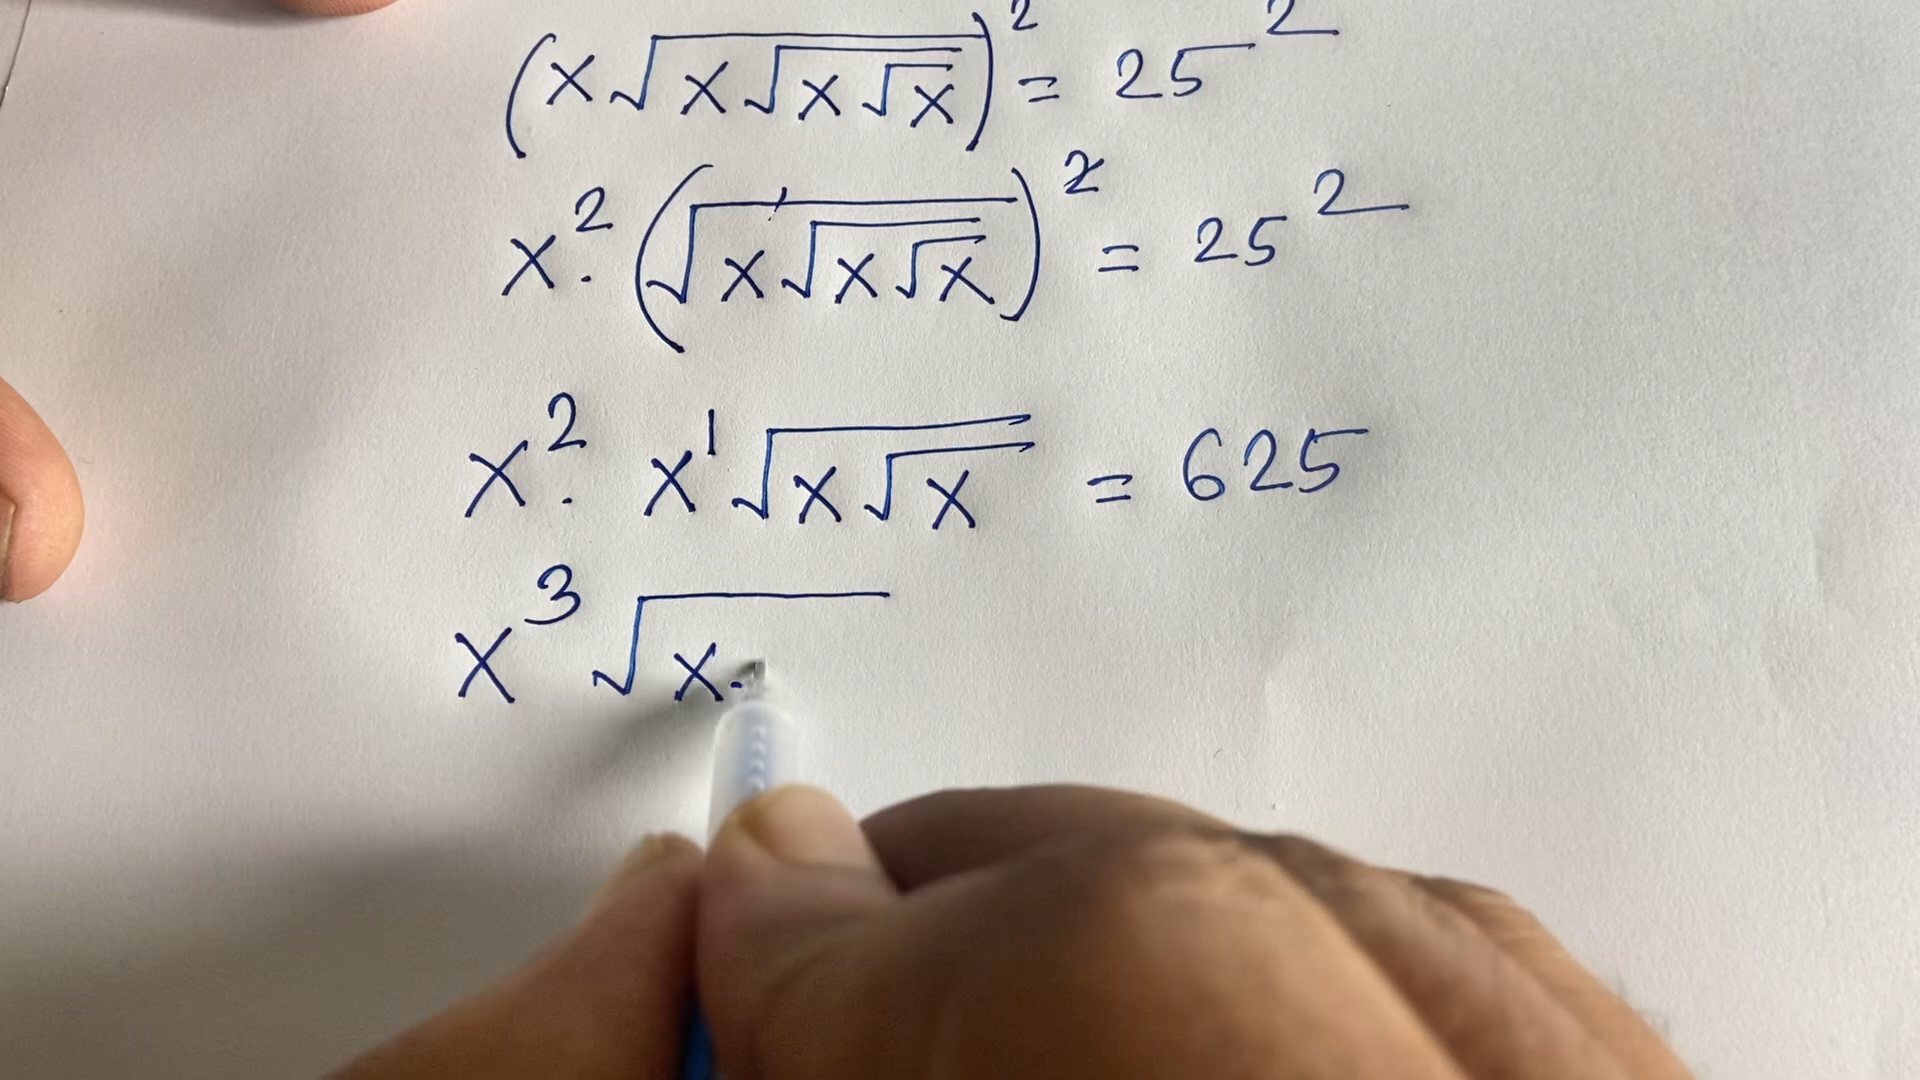 (x√(x√(x√x)))² = 25²
x². (√(x√(x√x)))² = 25²
x². x¹√(x√x) = 625
x³ √x.